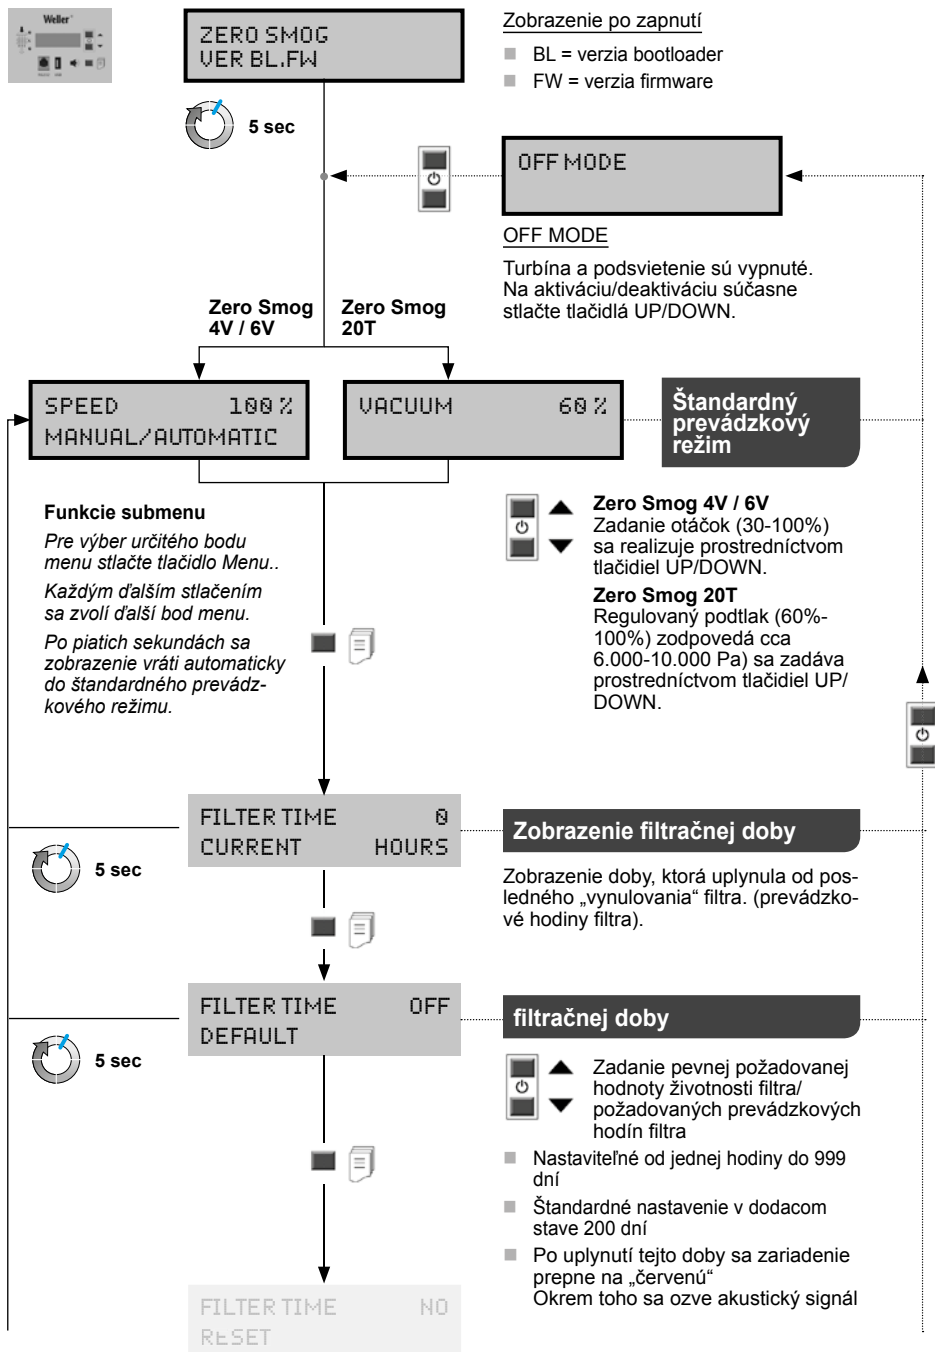 Weller
ZERO SMOG
VER BL.FW
Zobrazenie po zapnutí
BL = verzia bootloader
FW = verzia firmware
5 sec
OFF MODE
OFF MODE
Turbína a podsvietenie sú vypnuté.
Na aktiváciu/deaktiváciu súčasne
stlačte tlačidlá UP/DOWN.
Zero Smog
4V / 6V
Zero Smog
20T
SPEED 100 %
MANUAL/AUTOMATIC
VACUUM 60 %
Štandardný
prevádzkový
režim
Funkcie submenu
Pre výber určitého bodu
menu stlačte tlačidlo Menu..
Každým ďalším stlačením
sa zvolí ďalší bod menu.
Po piatich sekundách sa
zobrazenie vráti automaticky
do štandardného prevádz-
kového režimu.
Zero Smog 4V / 6V
Zadanie otáčok (30-100%)
sa realizuje prostredníctvom
tlačidiel UP/DOWN.
Zero Smog 20T
Regulovaný podtlak (60%-
100%) zodpovedá cca
6.000-10.000 Pa) sa zadáva
prostredníctvom tlačidiel UP/
DOWN.
FILTER TIME 0
CURRENT HOURS
5 sec
Zobrazenie filtračnej doby
Zobrazenie doby, ktorá uplynula od pos-
ledného „vynulovania“ filtra. (prevádzko-
vé hodiny filtra).
FILTER TIME OFF
DEFAULT
5 sec
filtračnej doby
Zadanie pevnej požadovanej
hodnoty životnosti filtra/
požadovaných prevádzkových
hodín filtra
Nastaviteľné od jednej hodiny do 999
dní
Štandardné nastavenie v dodacom
stave 200 dní
Po uplynutí tejto doby sa zariadenie
prepne na „červenú“
Okrem toho sa ozve akustický signál
FILTER TIME NO
RESET